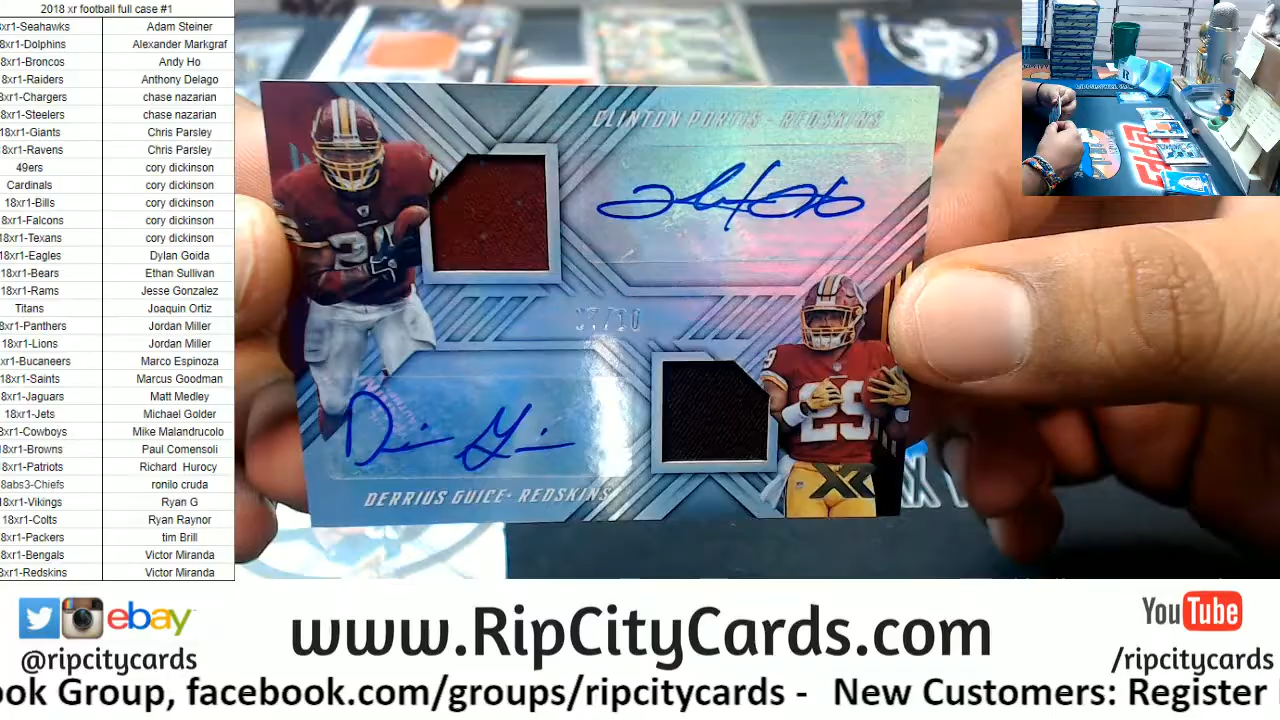 2018 xr football full case #1
8xr1-Seahawks Adam Steiner
8xr1-Dolphins Alexander Markgraf
8xr1-Broncos Andy Ho
8xr1-Raiders Anthony Delago
8xr1-Chargers chase nazarian
8xr1-Steelers chase nazarian
18xr1-Giants Chris Parsley
8xr1-Ravens Chris Parsley
49ers cory dickinson
Cardinals cory dickinson
18xr1-Bills cory dickinson
8xr1-Falcons cory dickinson
18xr1-Texans cory dickinson
18xr1-Eagles Dylan Goida
18xr1-Bears Ethan Sullivan
18xr1-Rams Jesse Gonzalez
Titans Joaquin Ortiz
8xr1-Panthers Jordan Miller
18xr1-Lions Jordan Miller
xr1-Bucaneers Marco Espinoza
18xr1-Saints Marcus Goodman
8xr1-Jaguars Matt Medley
18xr1-Jets Michael Golder
8xr1-Cowboys Mike Malandrucolo
8xr1-Browns Paul Comensoli
8xr1-Patriots Richard Hurocy
8abs3-Chiefs ronilo cruda
18xr1-Vikings Ryan G
18xr1-Colts Ryan Raynor
8xr1-Packers tim Brill
8xr1-Bengals Victor Miranda
8xr1-Redskins Victor Miranda
CLINTON PORTIS - REDSKINS
07/10
DERRIUS GUICE · REDSKINS
29
XR
ebay
@ripcitycards
www.RipCityCards.com
YouTube
/ripcitycards
ook Group, facebook.com/groups/ripcitycards - New Customers: Register